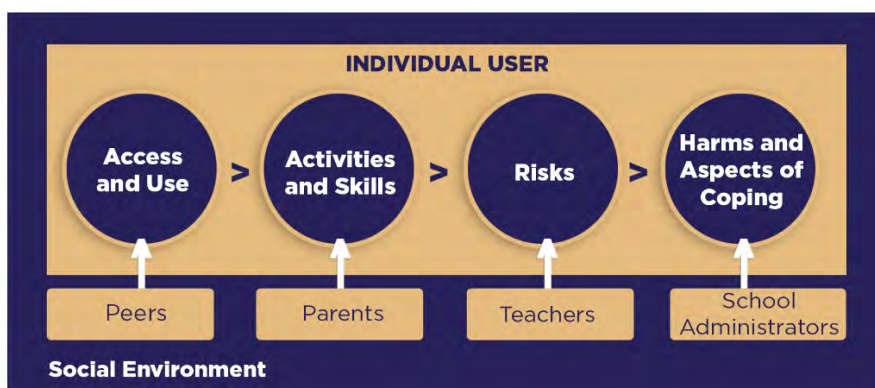 INDIVIDUAL USER
Access
and Use
>
Activities
and Skills
>
Risks
>
Harms and
Aspects of
Coping
Peers
Parents
Teachers
School
Administrators
Social Environment